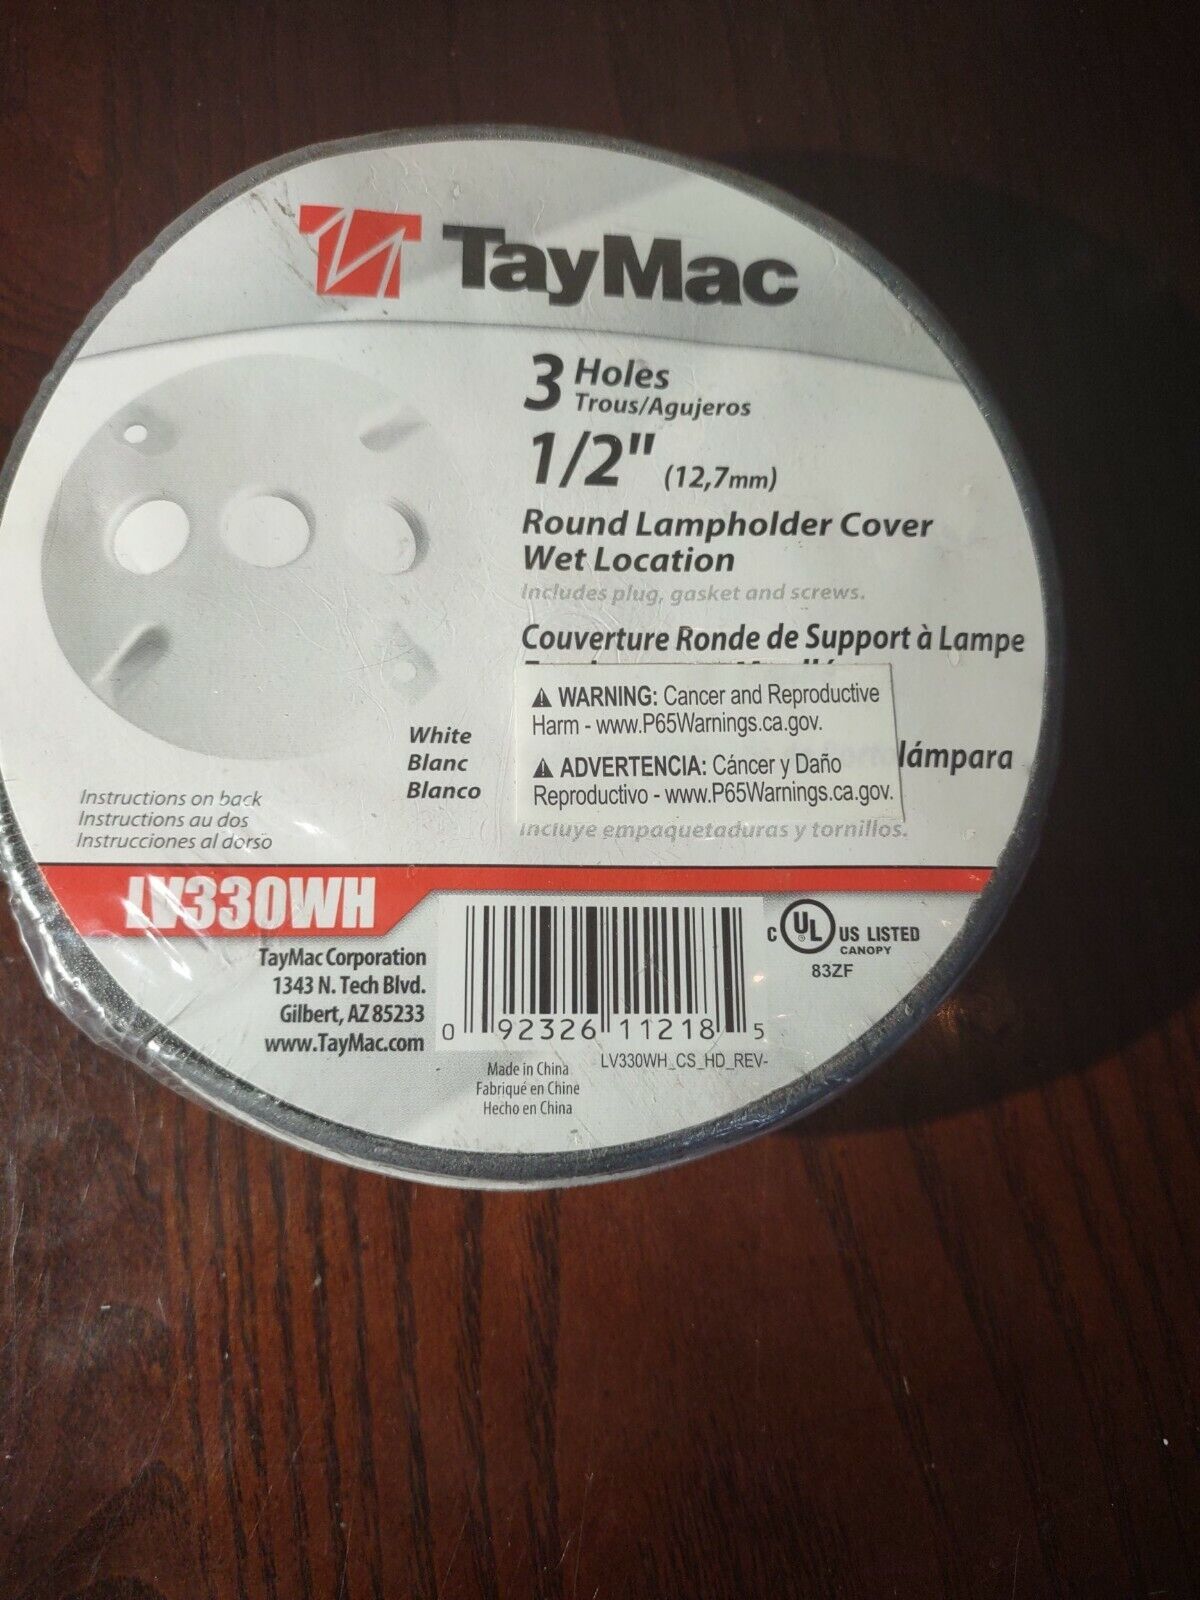 TayMac
3 Holes
Trous/Agujeros
1/2" (12,7mm)
Round Lampholder Cover
Wet Location
Includes plug, gasket and screws.
Couverture Ronde de Support à Lampe
⚠ WARNING: Cancer and Reproductive
Harm - www.P65Warnings.ca.gov.
⚠ ADVERTENCIA: Cáncer y Daño
Reproductivo - www.P65Warnings.ca.gov.
lámpara
Incluye empaquetaduras y tornillos.
White
Blanc
Blanco
Instructions on back
Instructions au dos
Instrucciones al dorso
LV330WH
TayMac Corporation
1343 N. Tech Blvd.
Gilbert, AZ 85233
www.TayMac.com
0 92326 11218 5
LV330WH_CS_HD_REV-
Made in China
Fabriqué en Chine
Hecho en China
C UL ® US LISTED
CANOPY
83ZF